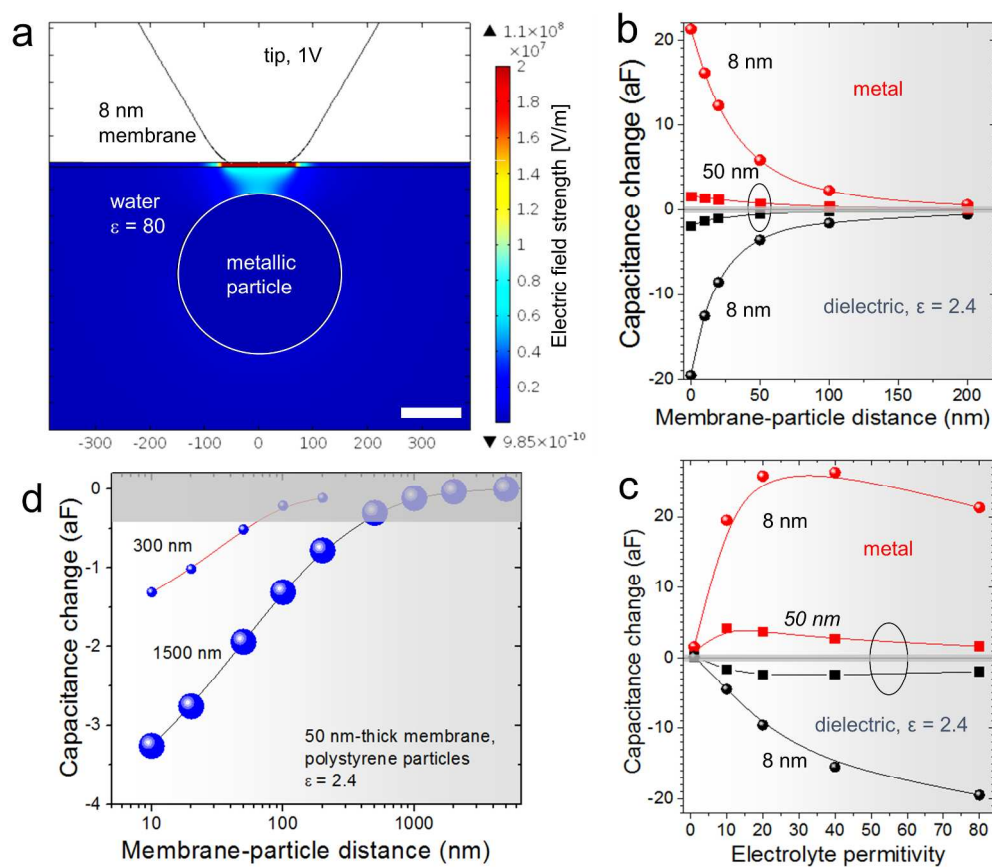 a
tip, 1V
8 nm
membrane
water
ε = 80
metallic
particle
-300 -200 -100 0 100 200 300
▲ 1.1×10⁸
×10⁷
2
1.8
1.6
1.4
1.2
1
0.8
0.6
0.4
0.2
▼ 9.85×10⁻¹⁰
Electric field strength [V/m]
b
20
10
0
-10
-20
Capacitance change (aF)
8 nm
metal
50 nm
8 nm
dielectric, ε = 2.4
0 50 100 150 200
Membrane-particle distance (nm)
d
0
-1
-2
-3
-4
Capacitance change (aF)
300 nm
1500 nm
50 nm-thick membrane,
polystyrene particles
ε = 2.4
10 100 1000
Membrane-particle distance (nm)
c
20
10
0
-10
-20
Capacitance change (aF)
8 nm
metal
50 nm
dielectric, ε = 2.4
8 nm
0 10 20 30 40 50 60 70 80
Electrolyte permitivity